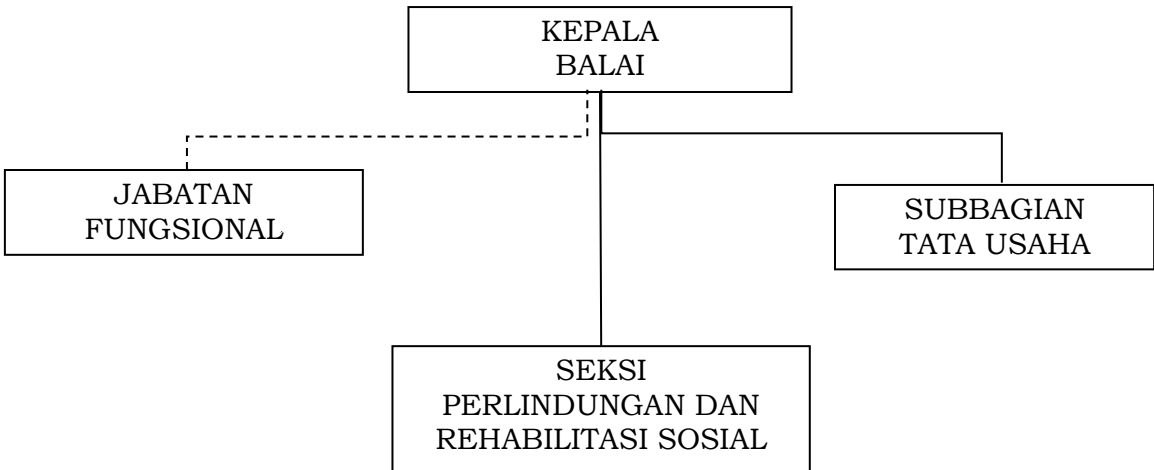 KEPALA
BALAI
JABATAN
FUNGSIONAL
SUBBAGIAN
TATA USAHA
SEKSI
PERLINDUNGAN DAN
REHABILITASI SOSIAL